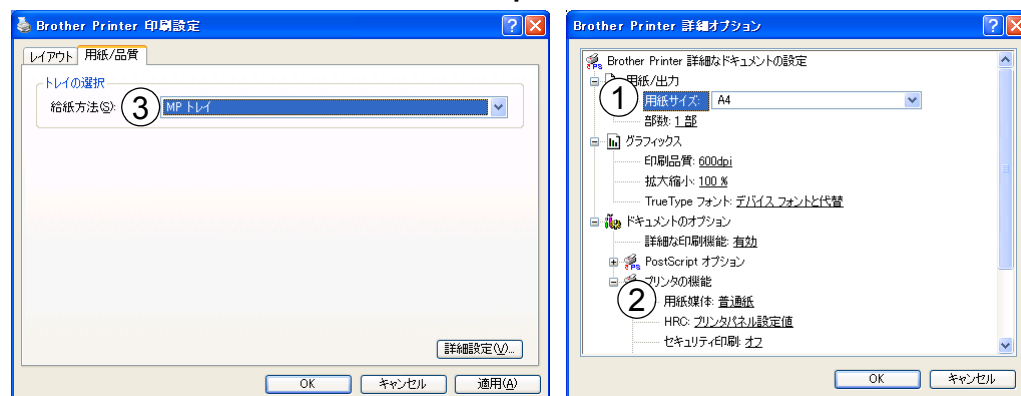 Brother Printer 印刷設定
レイアウト 用紙/品質
トレイの選択
給紙方法(S): ③ MP トレイ
詳細設定(V)...
OK キャンセル 適用(A)
Brother Printer 詳細オプション
Brother Printer 詳細なドキュメントの設定
用紙/出力
① 用紙サイズ: A4
部数: 1 部
グラフィックス
印刷品質: 600dpi
拡大縮小: 100 %
TrueType フォント: デバイス フォントと代替
ドキュメントのオプション
詳細な印刷機能: 有効
PostScript オプション
プリンタの機能
② 用紙媒体: 普通紙
HRC: プリンタパネル設定値
セキュリティ印刷: オフ
OK キャンセル